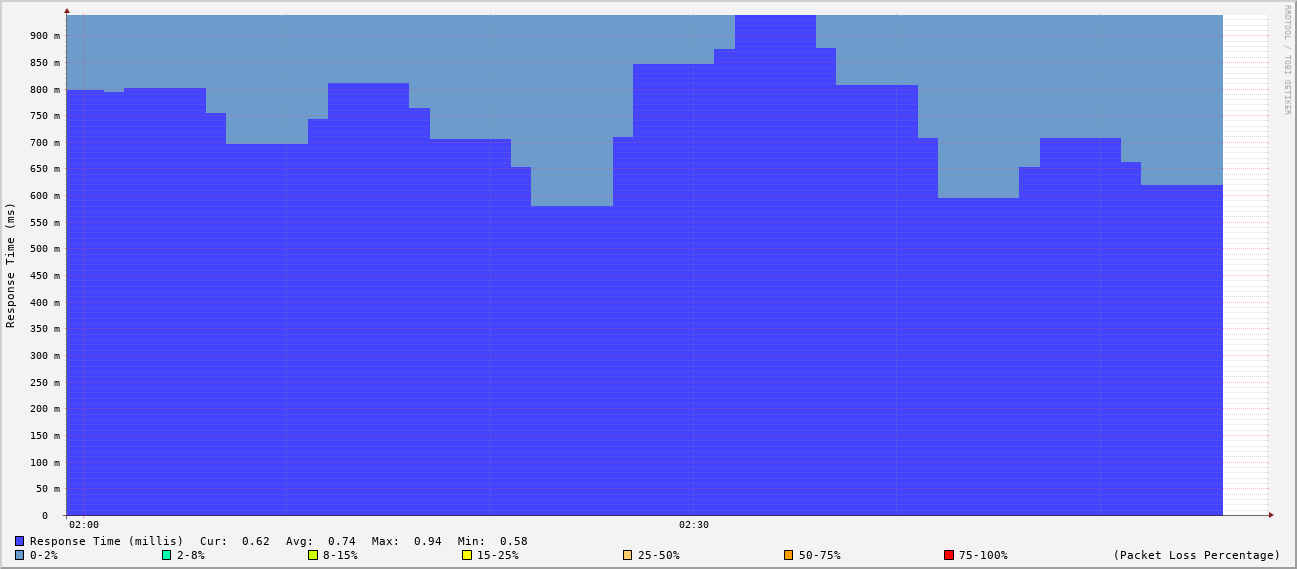 RRDTOOL / TOBI OETIKER
Response Time (ms)
900 m
850 m
800 m
750 m
700 m
650 m
600 m
550 m
500 m
450 m
400 m
350 m
300 m
250 m
200 m
150 m
100 m
50 m
0
02:00 02:30
Response Time (millis) Cur: 0.62 Avg: 0.74 Max: 0.94 Min: 0.58
0-2% 2-8% 8-15% 15-25% 25-50% 50-75% 75-100% (Packet Loss Percentage)